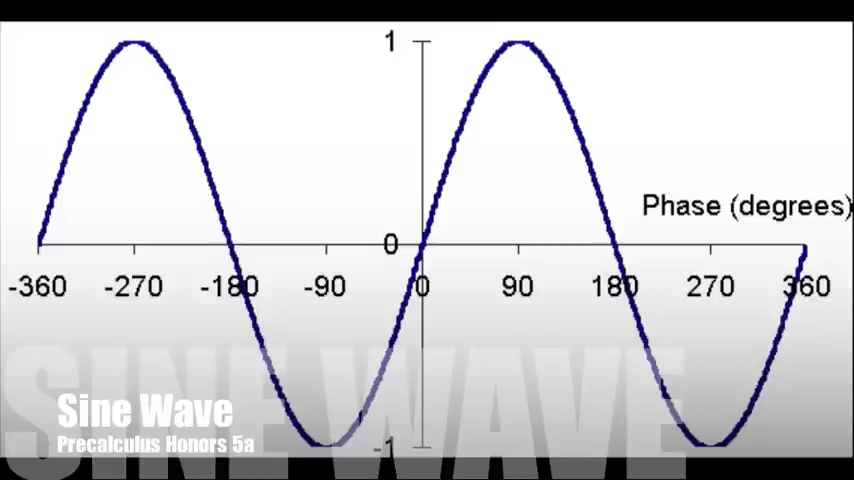 1
Phase (degrees)
0
-360 -270 -180 -90 0 90 180 270 360
SINE WAVE
Sine Wave
Precalculus Honors 5a
-1